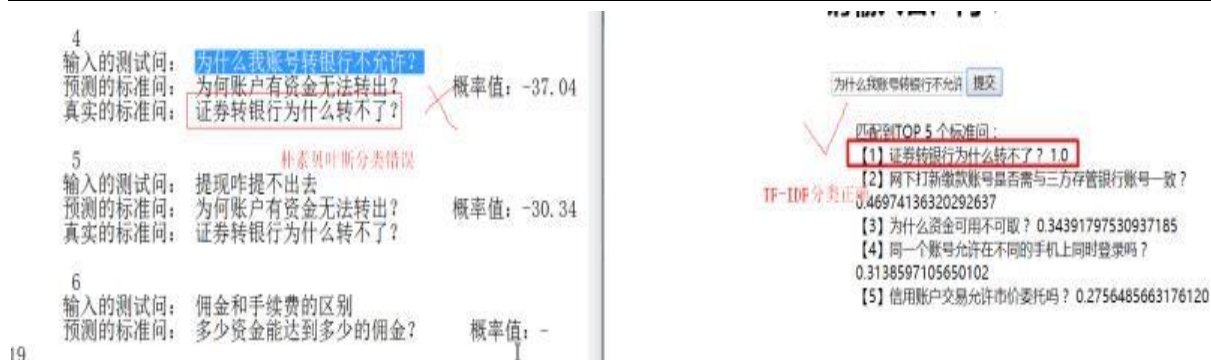 4
输入的测试问： 为什么我账号转银行不允许？
预测的标准问： 为何账户有资金无法转出？ 概率值：-37.04
真实的标准问： 证券转银行为什么转不了？
5 朴素贝叶斯分类错误
输入的测试问： 提现咋提不出去
预测的标准问： 为何账户有资金无法转出？ 概率值：-30.34
真实的标准问： 证券转银行为什么转不了？
6
输入的测试问： 佣金和手续费的区别
预测的标准问： 多少资金能达到多少的佣金？ 概率值：-
19
为什么我账号转银行不允许 提交
匹配到TOP 5 个标准问：
【1】证券转银行为什么转不了？1.0
【2】网下打新缴款账号是否需与三方存管银行账号一致？
TF-IDF分类正确
0.46974136320292637
【3】为什么资金可用不可取？0.34391797530937185
【4】同一个账号允许在不同的手机上同时登录吗？
0.3138597105650102
【5】信用账户交易允许市价委托吗？0.2756485663176120